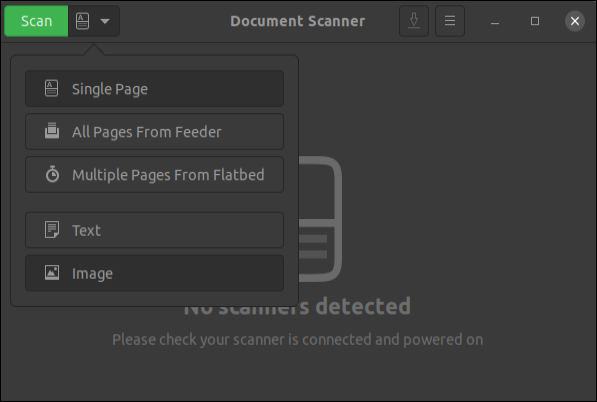 Scan
Document Scanner
Single Page
All Pages From Feeder
Multiple Pages From Flatbed
Text
Image
No scanners detected
Please check your scanner is connected and powered on